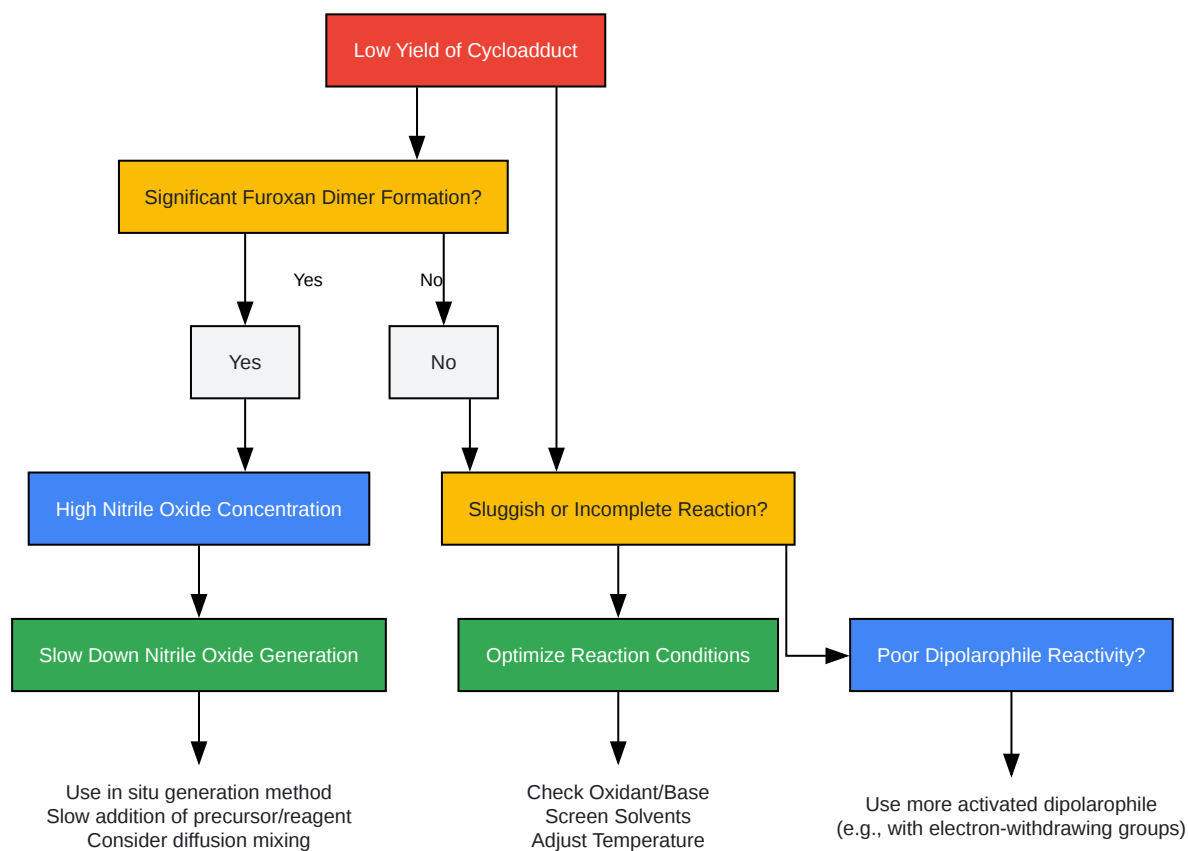 Low Yield of Cycloadduct
Significant Furoxan Dimer Formation?
Yes
No
Yes
No
High Nitrile Oxide Concentration
Sluggish or Incomplete Reaction?
Slow Down Nitrile Oxide Generation
Optimize Reaction Conditions
Poor Dipolarophile Reactivity?
Use in situ generation method
Slow addition of precursor/reagent
Consider diffusion mixing
Check Oxidant/Base
Screen Solvents
Adjust Temperature
Use more activated dipolarophile
(e.g., with electron-withdrawing groups)